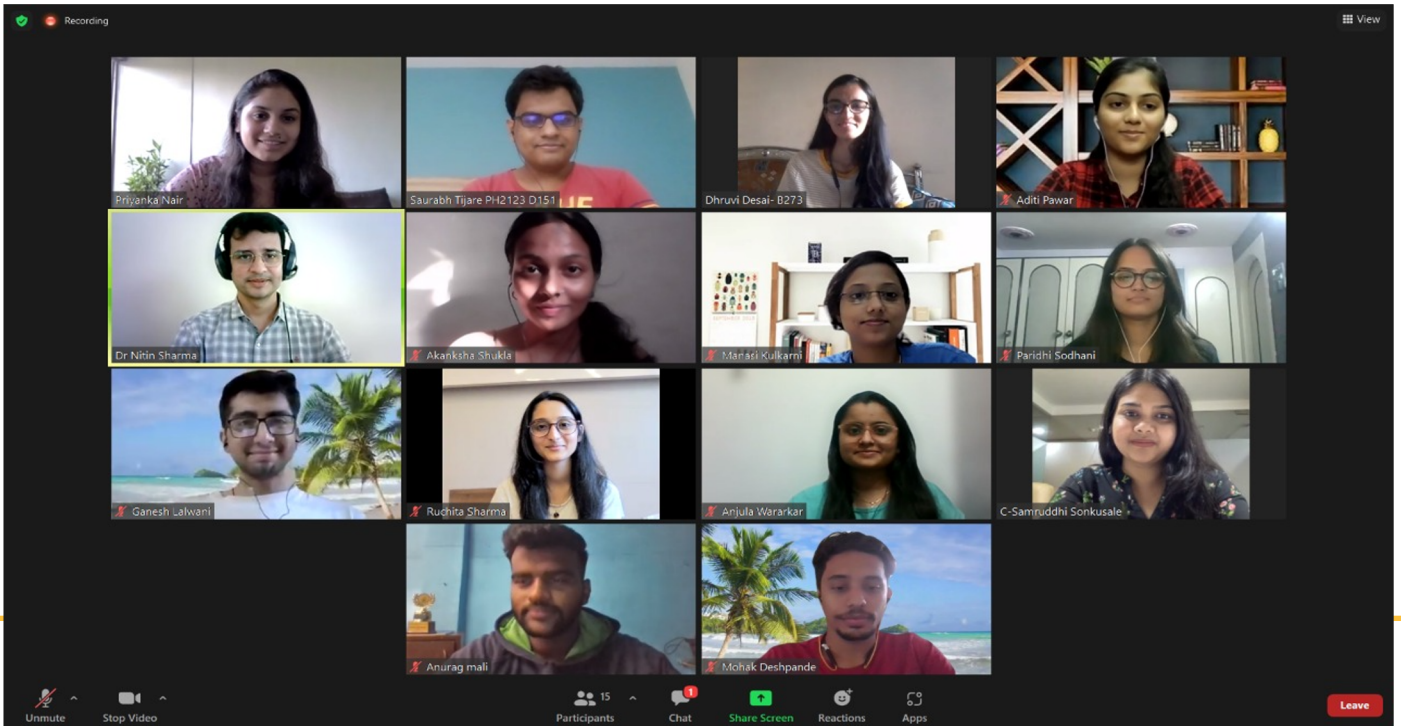 Recording
View
Priyanka Nair
Saurabh Tijare PH2123 D151
Dhruvi Desai- B273
Aditi Pawar
Dr Nitin Sharma
Akanksha Shukla
Manasi Kulkarni
Paridhi Sodhani
Ganesh Lalwani
Ruchita Sharma
Anjula Wararkar
C-Samruddhi Sonkusale
Anurag mali
Mohak Deshpande
Unmute
Stop Video
15
Participants
1
Chat
Share Screen
Reactions
Apps
Leave